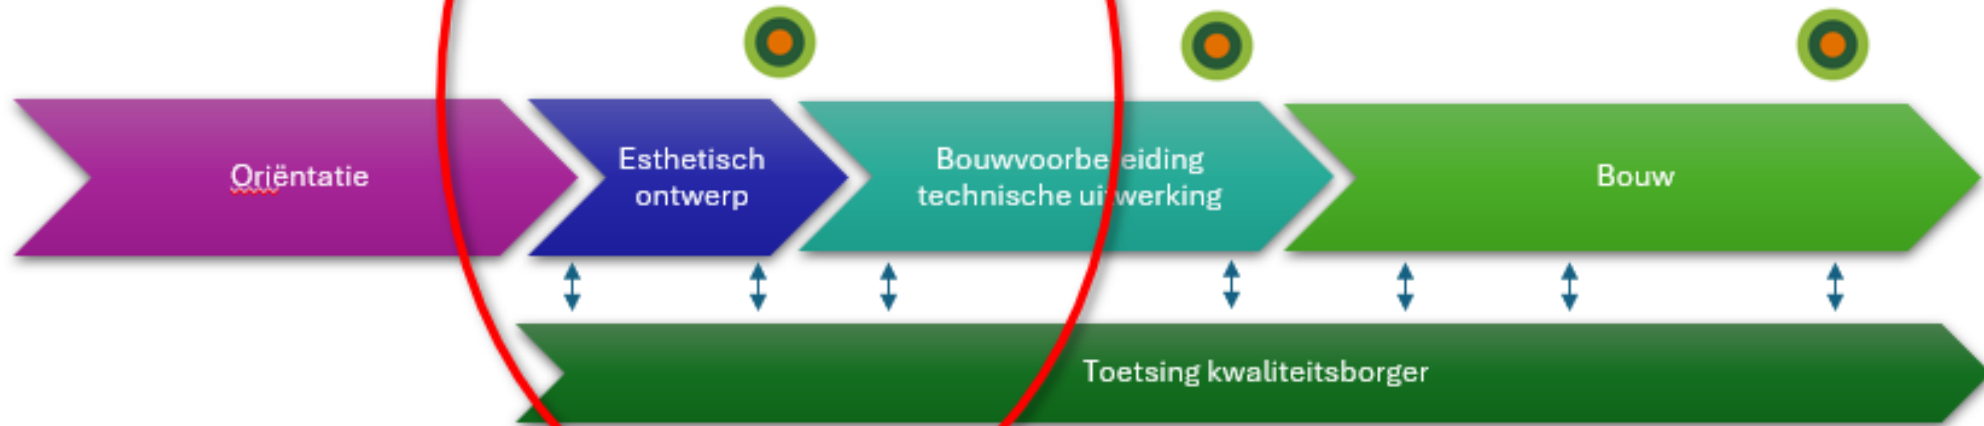 Oriëntatie
Esthetisch
ontwerp
Bouwvoorbereiding
technische uitwerking
Bouw
Toetsing kwaliteitsborger